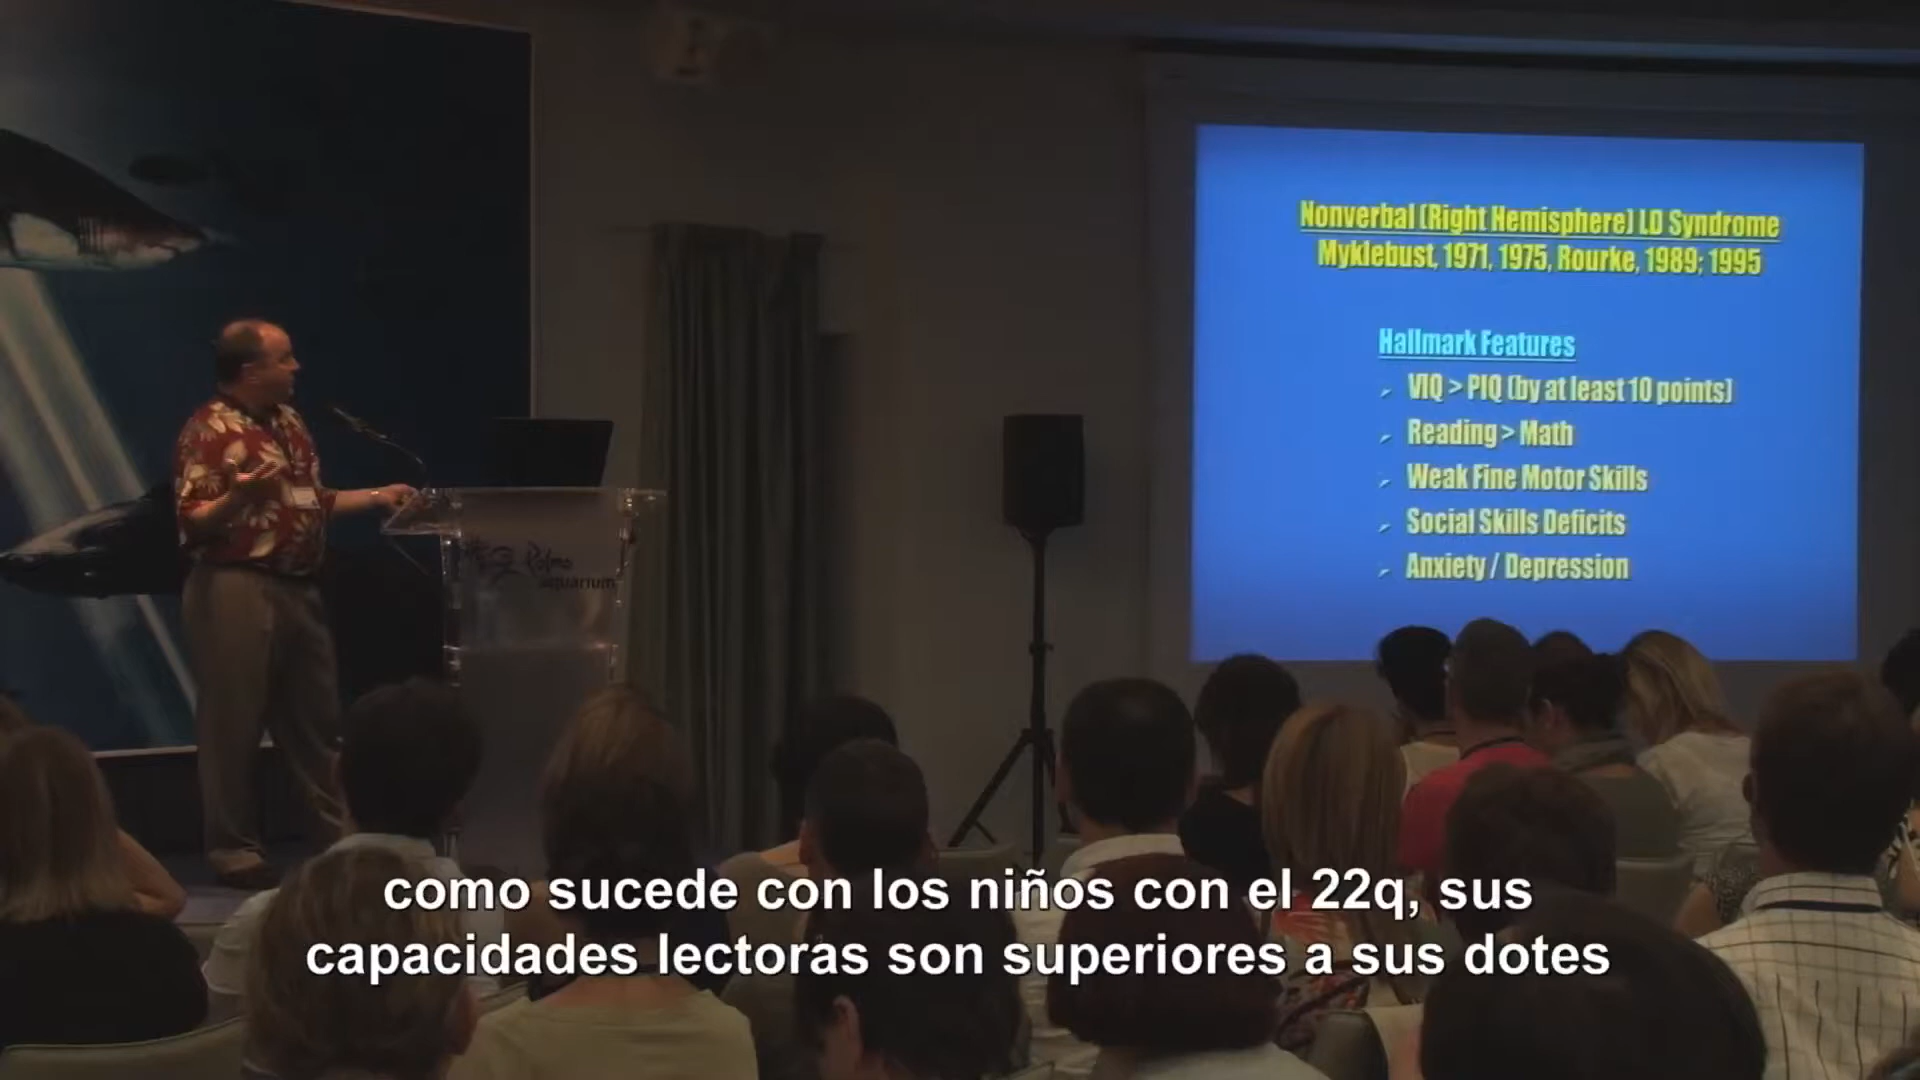 Nonverbal (Right Hemisphere) LD Syndrome
Myklebust, 1971, 1975, Rourke, 1989; 1995
Hallmark Features
VIQ > PIQ (by at least 10 points)
Reading > Math
Weak Fine Motor Skills
Social Skills Deficits
Anxiety / Depression
Palma
aquarium
como sucede con los niños con el 22q, sus
capacidades lectoras son superiores a sus dotes